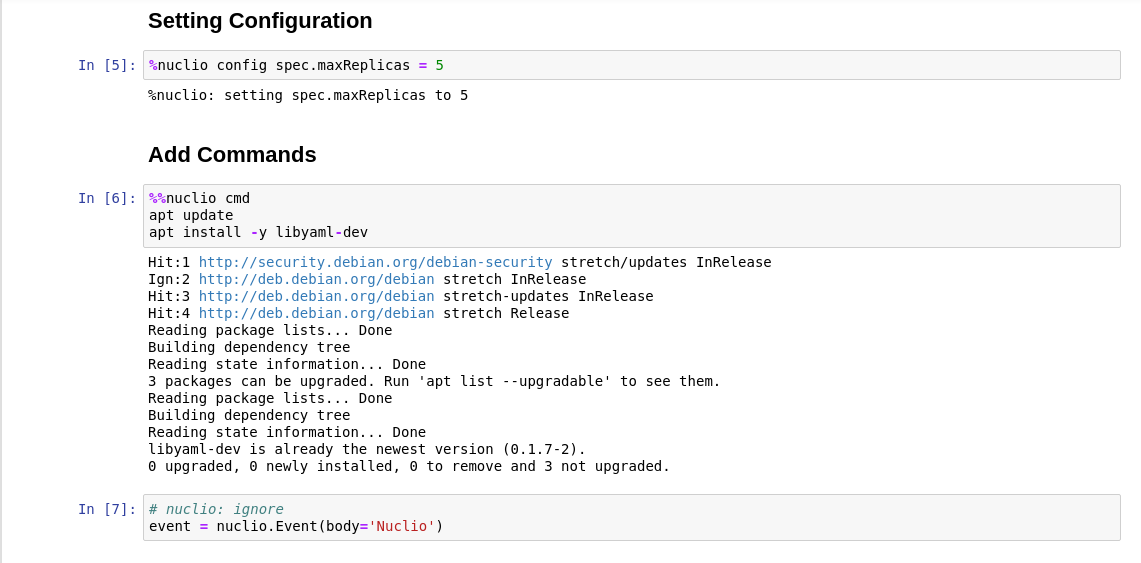 Setting Configuration
In [5]: %nuclio config spec.maxReplicas = 5
%nuclio: setting spec.maxReplicas to 5
Add Commands
In [6]: %%nuclio cmd
apt update
apt install -y libyaml-dev
Hit:1 http://security.debian.org/debian-security stretch/updates InRelease
Ign:2 http://deb.debian.org/debian stretch InRelease
Hit:3 http://deb.debian.org/debian stretch-updates InRelease
Hit:4 http://deb.debian.org/debian stretch Release
Reading package lists... Done
Building dependency tree
Reading state information... Done
3 packages can be upgraded. Run 'apt list --upgradable' to see them.
Reading package lists... Done
Building dependency tree
Reading state information... Done
libyaml-dev is already the newest version (0.1.7-2).
0 upgraded, 0 newly installed, 0 to remove and 3 not upgraded.
In [7]: # nuclio: ignore
event = nuclio.Event(body='Nuclio')